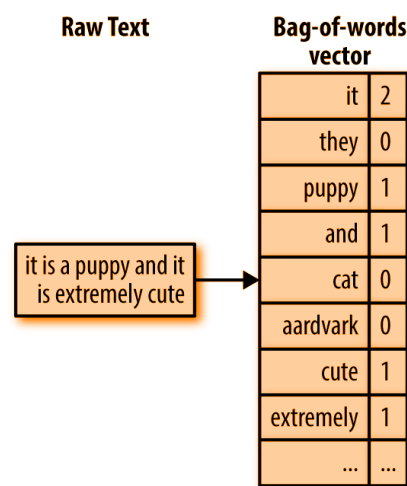 Raw Text
Bag-of-words
vector
it is a puppy and it
is extremely cute
it 2
they 0
puppy 1
and 1
cat 0
aardvark 0
cute 1
extremely 1
... ...